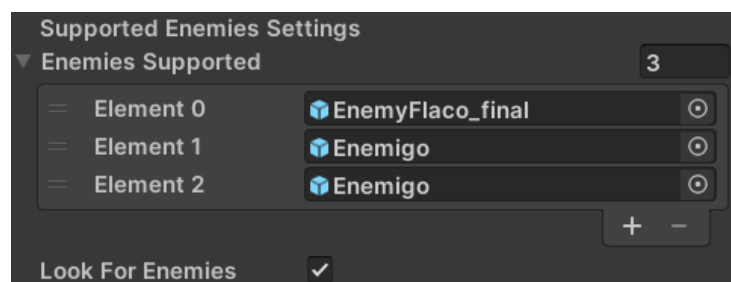 Supported Enemies Settings
Enemies Supported 3
Element 0 EnemyFlaco_final
Element 1 Enemigo
Element 2 Enemigo
+ −
Look For Enemies